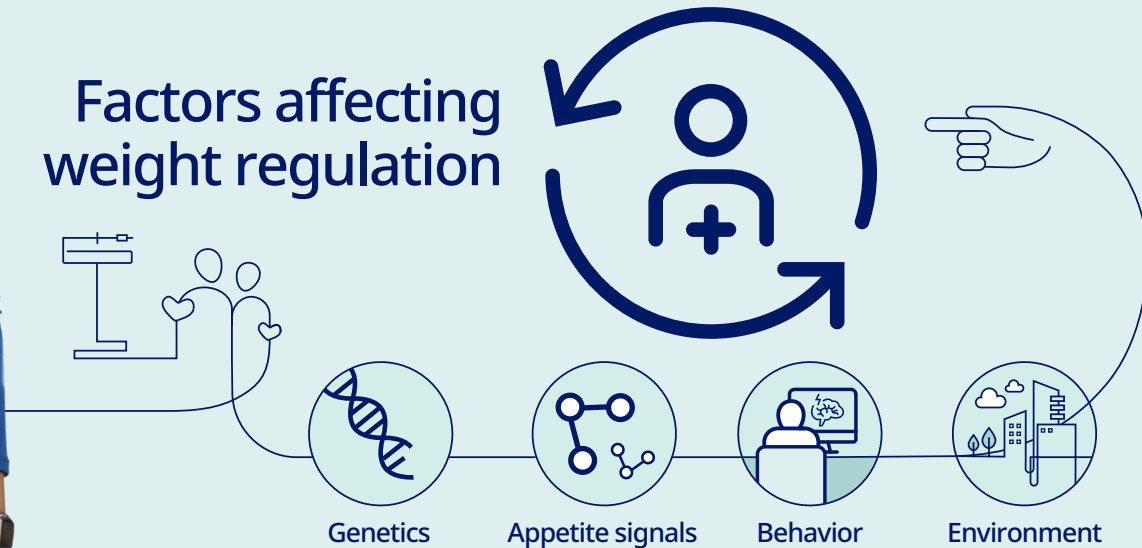 Factors affecting
weight regulation
Genetics
Appetite signals
Behavior
Environment